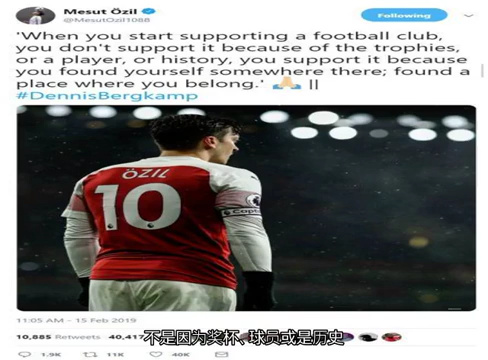 Mesut Özil
@MesutOzil1088
Following
'When you start supporting a football club,
you don't support it because of the trophies,
or a player, or history, you support it because
you found yourself somewhere there; found a
place where you belong.' 🙏 ||
#DennisBergkamp
ÖZIL
10
11:05 AM - 15 Feb 2019
10,885 Retweets 40,417
不是因为奖杯、球员或是历史
1.9K 11K 40K